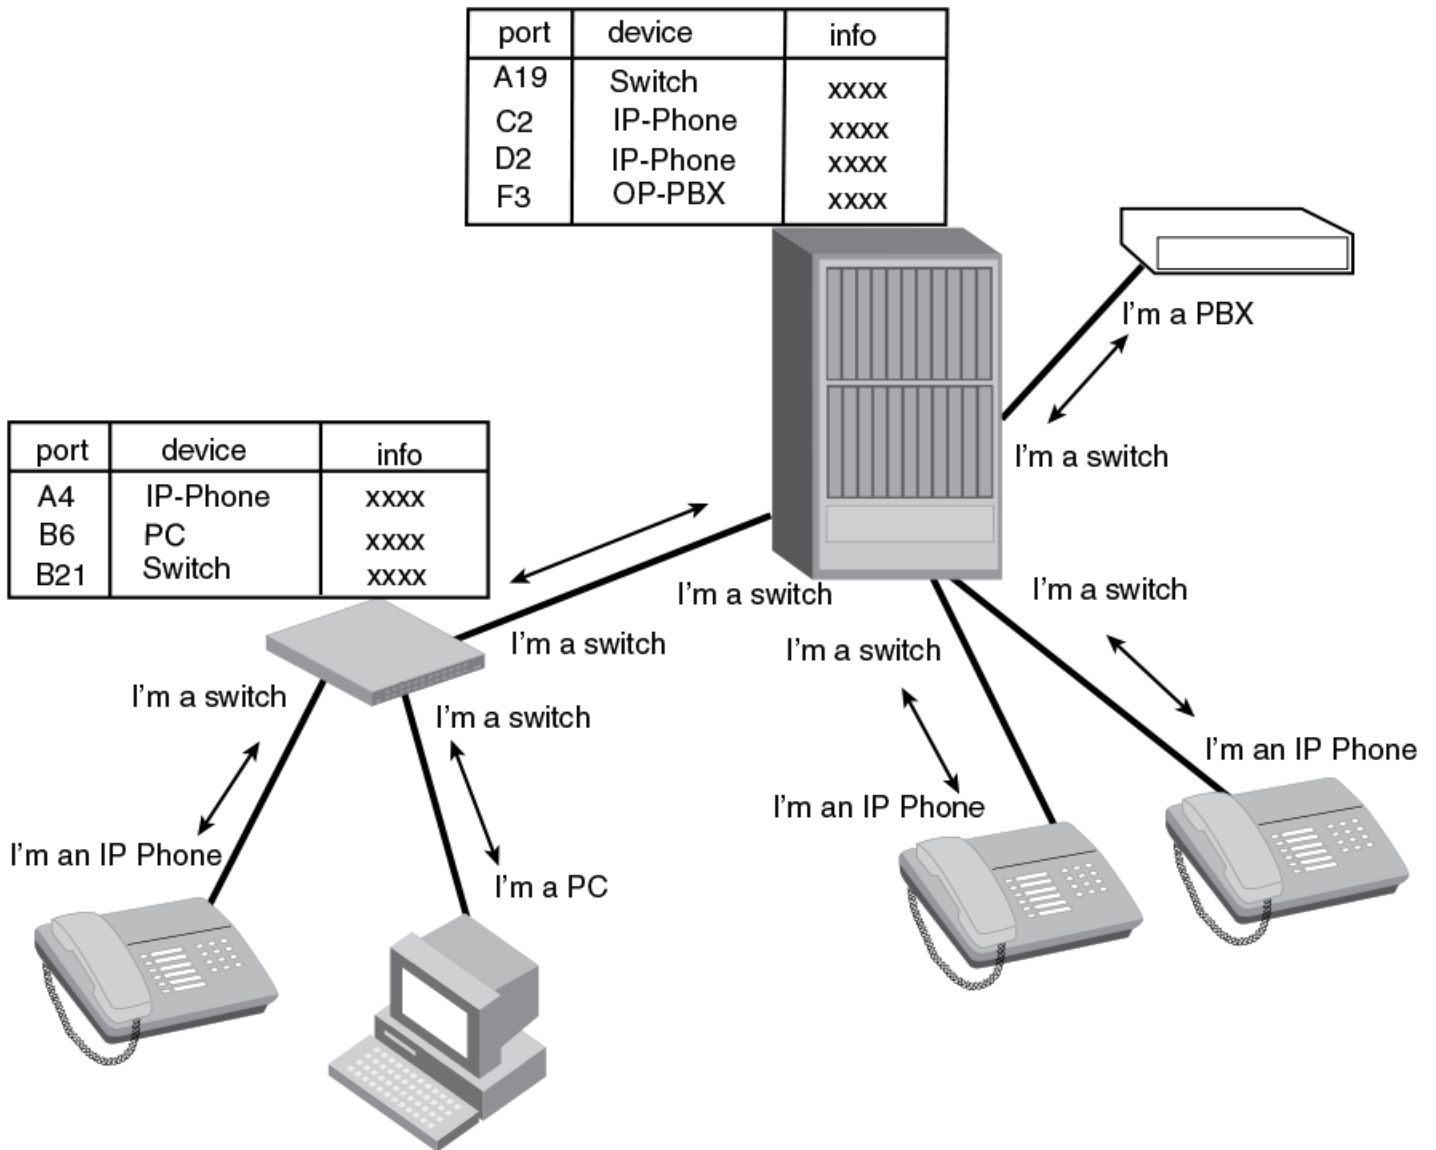 port device info
A19 Switch xxxx
C2 IP-Phone xxxx
D2 IP-Phone xxxx
F3 OP-PBX xxxx
I'm a PBX
I'm a switch
port device info
A4 IP-Phone xxxx
B6 PC xxxx
B21 Switch xxxx
I'm a switch
I'm a switch
I'm a switch
I'm a switch
I'm a switch
I'm a switch
I'm an IP Phone
I'm an IP Phone
I'm an IP Phone
I'm a PC